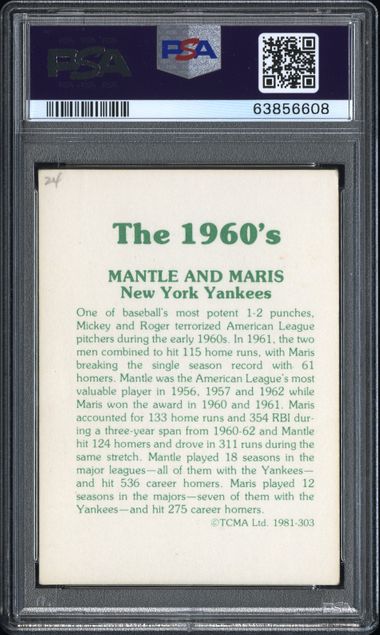 PSA
PSA
63856608
24
The 1960's
MANTLE AND MARIS
New York Yankees
One of baseball's most potent 1-2 punches,
Mickey and Roger terrorized American League
pitchers during the early 1960s. In 1961, the two
men combined to hit 115 home runs, with Maris
breaking the single season record with 61
homers. Mantle was the American League's most
valuable player in 1956, 1957 and 1962 while
Maris won the award in 1960 and 1961. Maris
accounted for 133 home runs and 354 RBI dur-
ing a three-year span from 1960-62 and Mantle
hit 124 homers and drove in 311 runs during the
same stretch. Mantle played 18 seasons in the
major leagues—all of them with the Yankees—
and hit 536 career homers. Maris played 12
seasons in the majors—seven of them with the
Yankees—and hit 275 career homers.
©TCMA Ltd. 1981-303